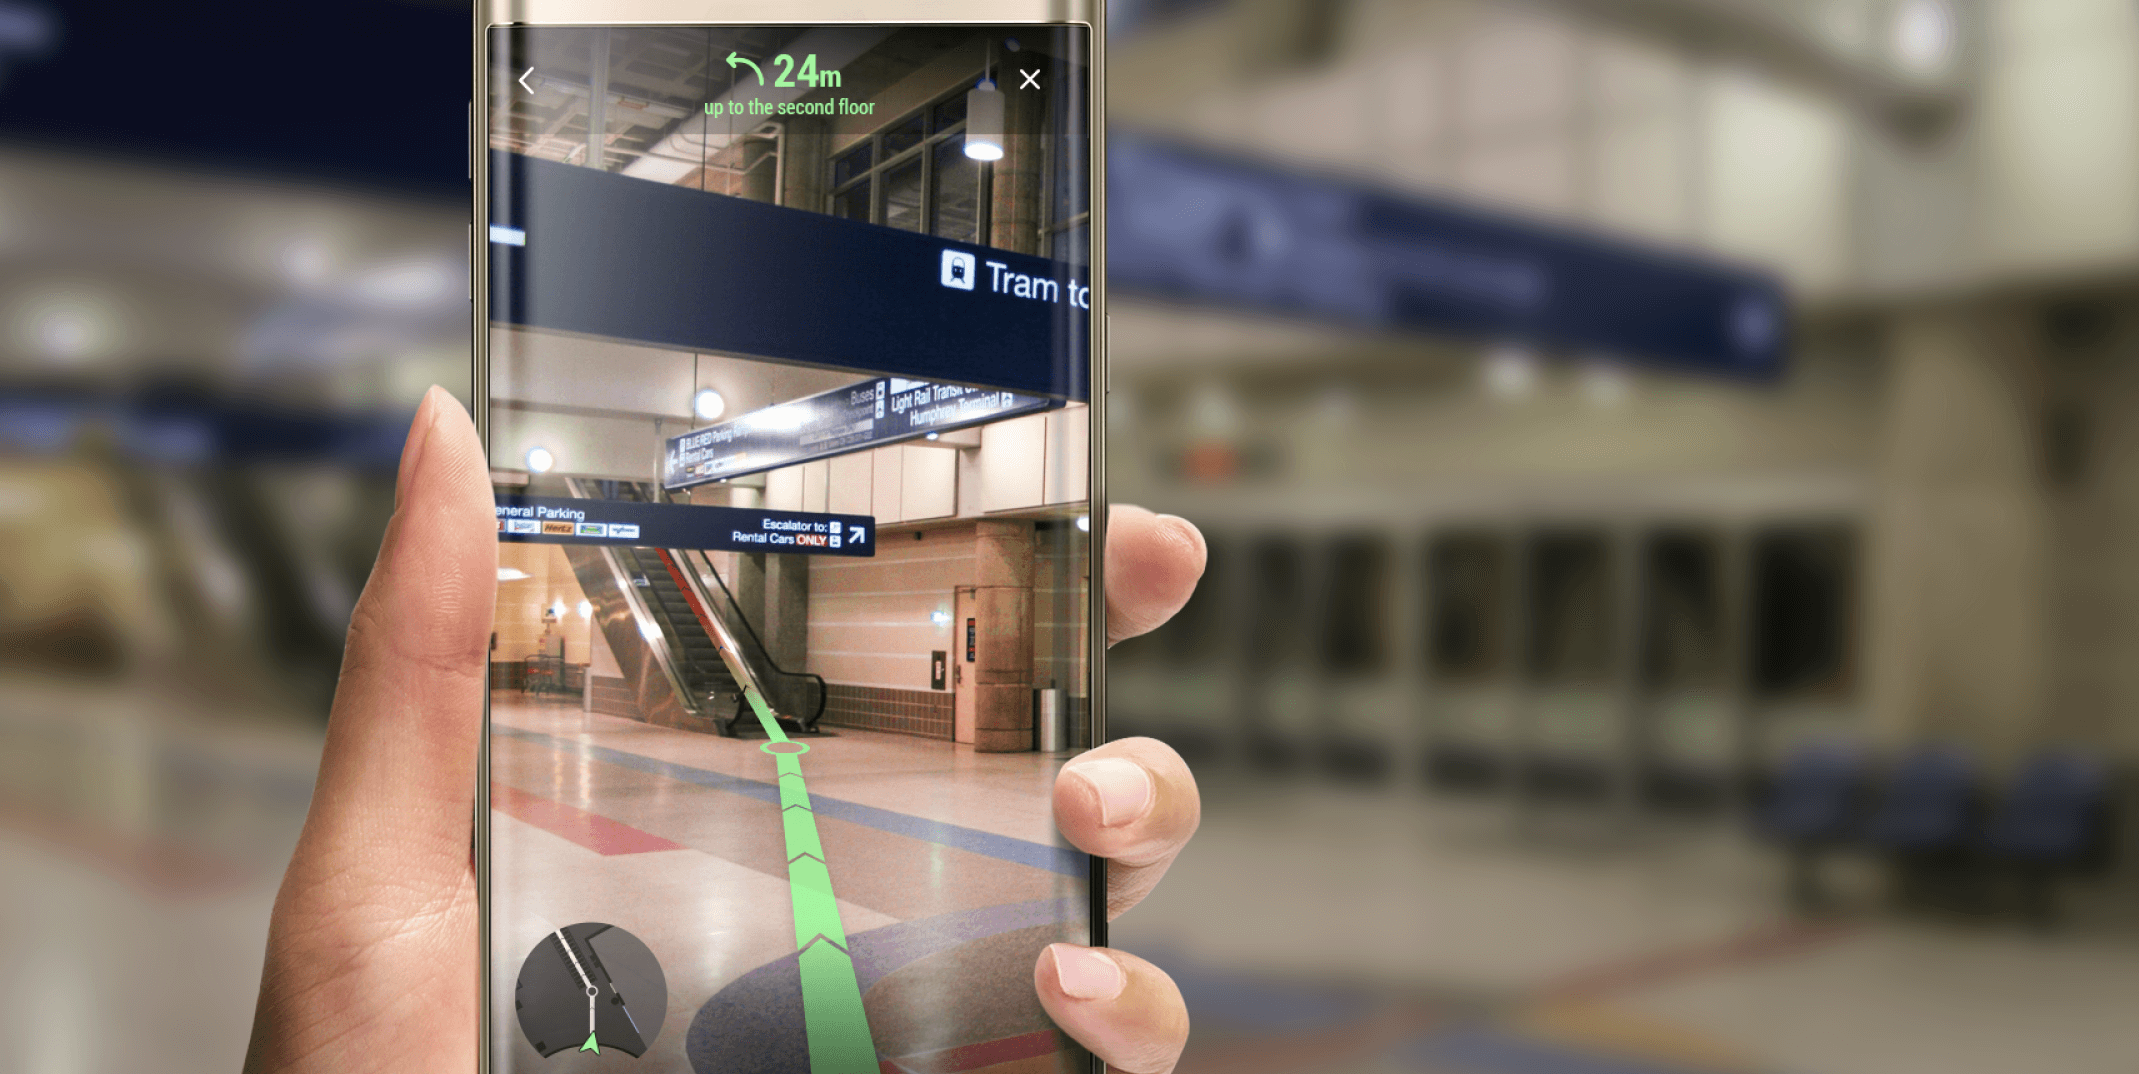 24m
up to the second floor
Tram to
Buses
Light Rail Transit
Humphrey Terminal
BLUE/RED Parking
Rental Cars
eneral Parking
Hertz
Escalator to:
Rental Cars ONLY